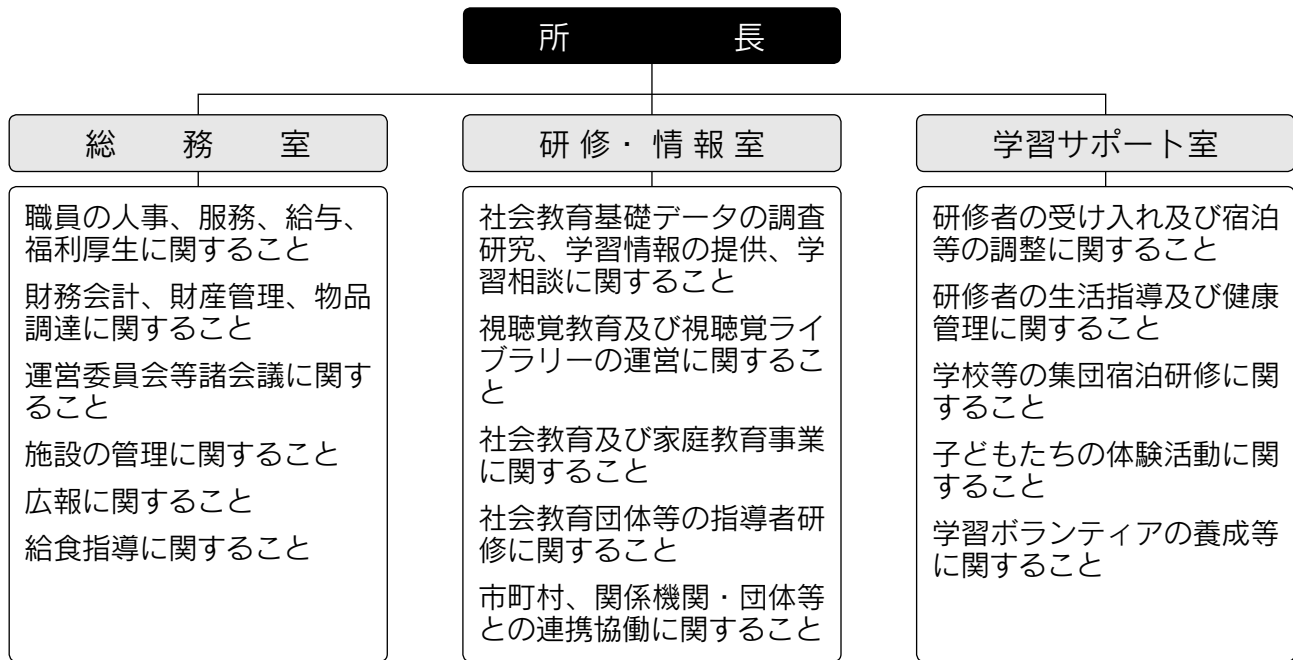 所長
総務室
職員の人事、服務、給与、
福利厚生に関すること
財務会計、財産管理、物品
調達に関すること
運営委員会等諸会議に関す
ること
施設の管理に関すること
広報に関すること
給食指導に関すること
研修・情報室
社会教育基礎データの調査
研究、学習情報の提供、学
習相談に関すること
視聴覚教育及び視聴覚ライ
ブラリーの運営に関するこ
と
社会教育及び家庭教育事業
に関すること
社会教育団体等の指導者研
修に関すること
市町村、関係機関・団体等
との連携協働に関すること
学習サポート室
研修者の受け入れ及び宿泊
等の調整に関すること
研修者の生活指導及び健康
管理に関すること
学校等の集団宿泊研修に関
すること
子どもたちの体験活動に関
すること
学習ボランティアの養成等
に関すること